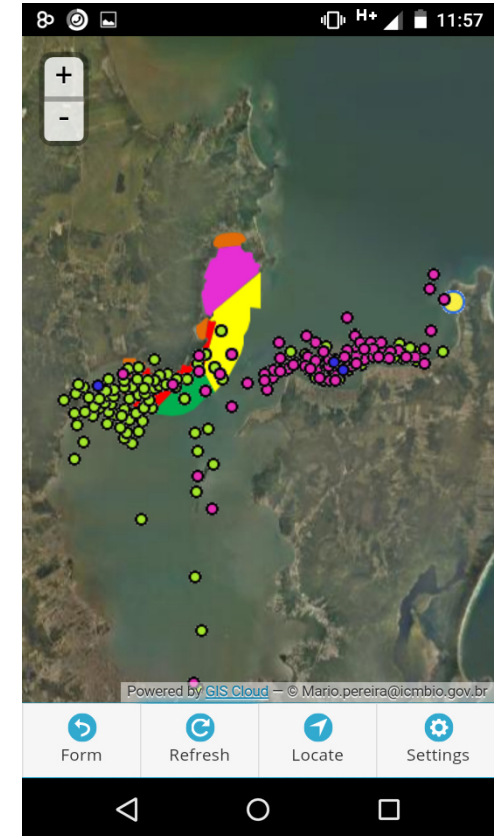 H+ 11:57
+
-
Powered by GIS Cloud — © Mario.pereira@icmbio.gov.br
Form Refresh Locate Settings